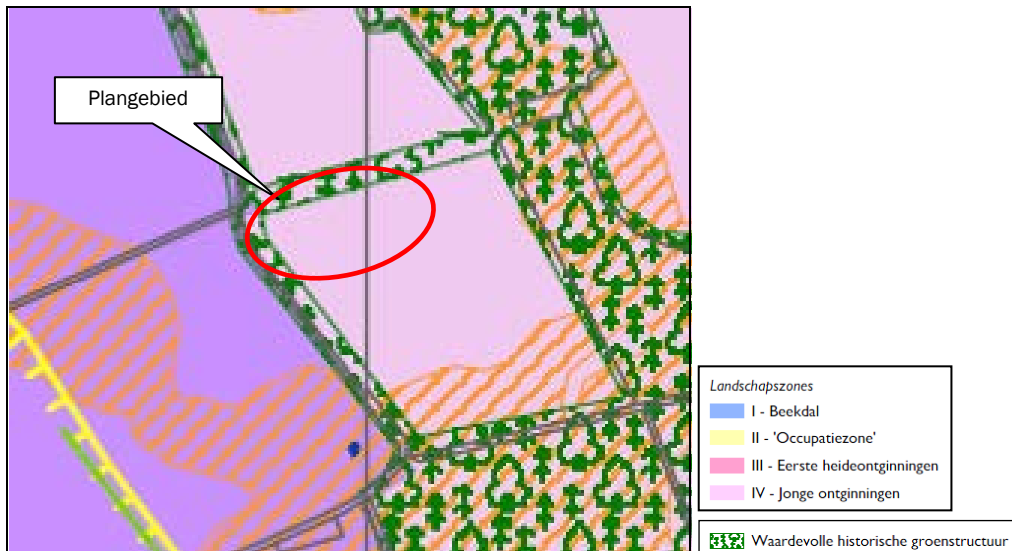 Plangebied
Landschapszones
I - Beekdal
II - 'Occupatiezone'
III - Eerste heideontginningen
IV - Jonge ontginningen
Waardevolle historische groenstructuur